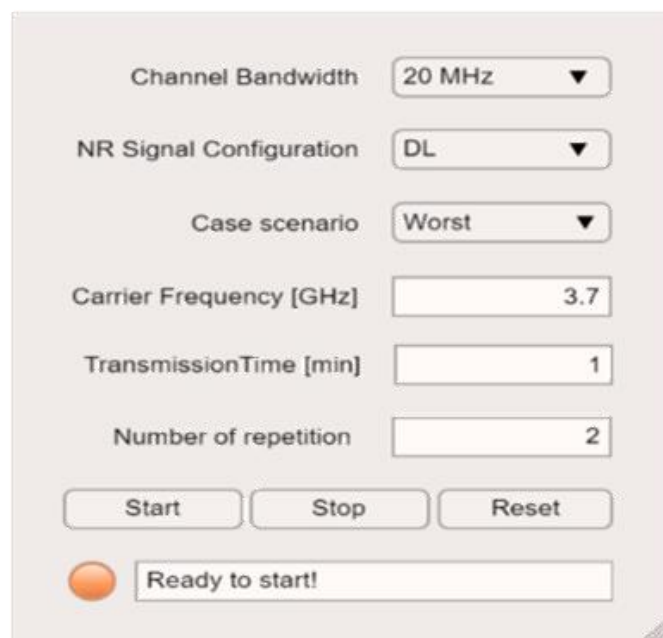 Channel Bandwidth 20 MHz
NR Signal Configuration DL
Case scenario Worst
Carrier Frequency [GHz] 3.7
TransmissionTime [min] 1
Number of repetition 2
Start Stop Reset
Ready to start!